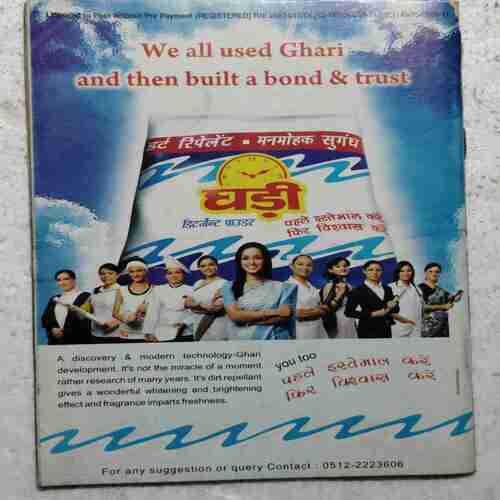 We all used Ghari
and then built a bond & trust
डर्ट रिपेलेंट • मनमोहक सुगंध
घड़ी
डिटर्जेन्ट पाउडर
पहले इस्तेमाल करें
फिर विश्वास करें
A discovery & modern technology-Ghari
development. It's not the miracle of a moment
rather research of many years. It's dirt repellant
gives a wonderful whitening and brightening
effect and fragrance imparts freshness.
you too
पहले इस्तेमाल करें
फिर विश्वास करें
For any suggestion or query Contact : 0512-2223606